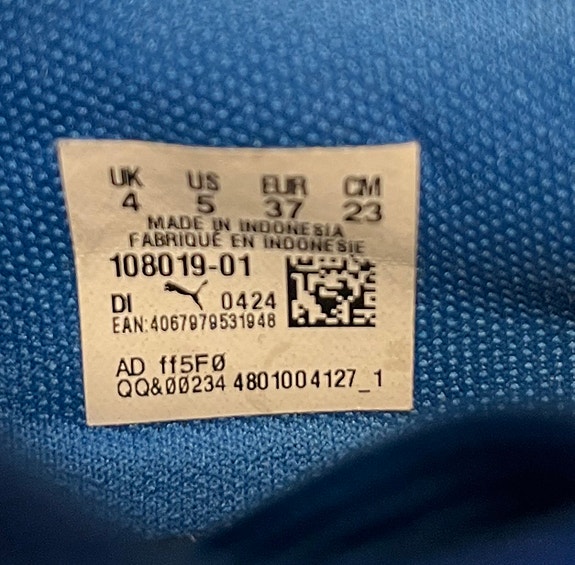 UK US EUR CM
4 5 37 23
MADE IN INDONESIA
FABRIQUÉ EN INDONESIE
108019-01
DI 0424
EAN:4067979531948
AD ff5FØ
QQ&ØØ234 4801004127_1